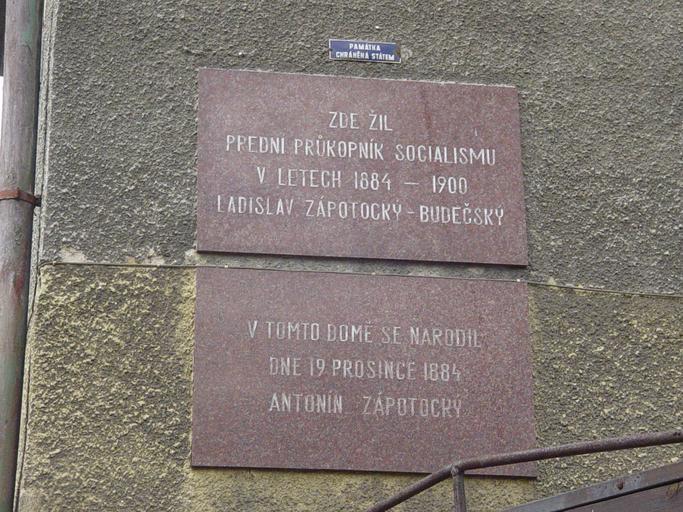 PAMÁTKA
CHRÁNĚNÁ STÁTEM
ZDE ŽIL
PREDNI PRŮKOPNÍK SOCIALISMU
V LETECH 1884 – 1900
LADISLAV ZÁPOTOCKÝ - BUDEČSKÝ
V TOMTO DOMĚ SE NARODIL
DNE 19 PROSINCE 1884
ANTONÍN ZÁPOTOCKÝ